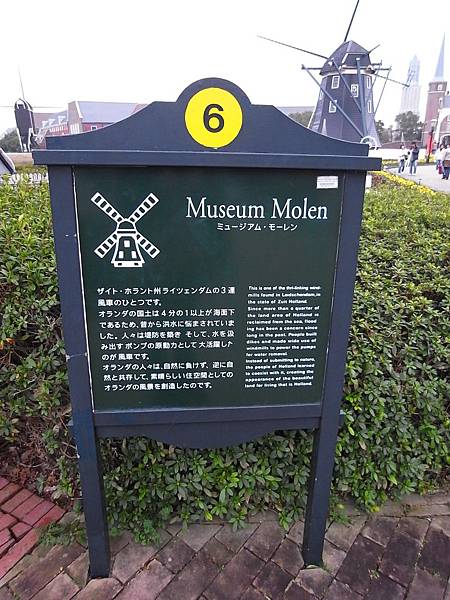 6
Museum Molen
ミュージアム・モーレン
ザイト・ホラント州ライツェンダムの3連
風車のひとつです。
オランダの国土は4分の1以上が海面下
であるため、昔から洪水に悩まされていま
した。人々は堤防を築き そして、水を汲
み出す ポンプの原動力として 大活躍した
のが 風車です。
オランダの人々は、自然に負けず、逆に自
然と共存して、素晴らしい住空間としての
オランダの風景を創造したのです。
This is one of the thri-linking wind-
mills found in Leidschendam,in
the state of Zuit Holland.
Since more than a quarter of
the land area of Holland is
reclaimed from the sea, flood
ing has been a concern since
long in the past. People built
dikes and made wide use of
windmills to power the pumps
for water removal.
Instead of submitting to nature,
the people of Holland learned
to coexist with it, creating the
appearance of the beautiful
land for living that is Holland.